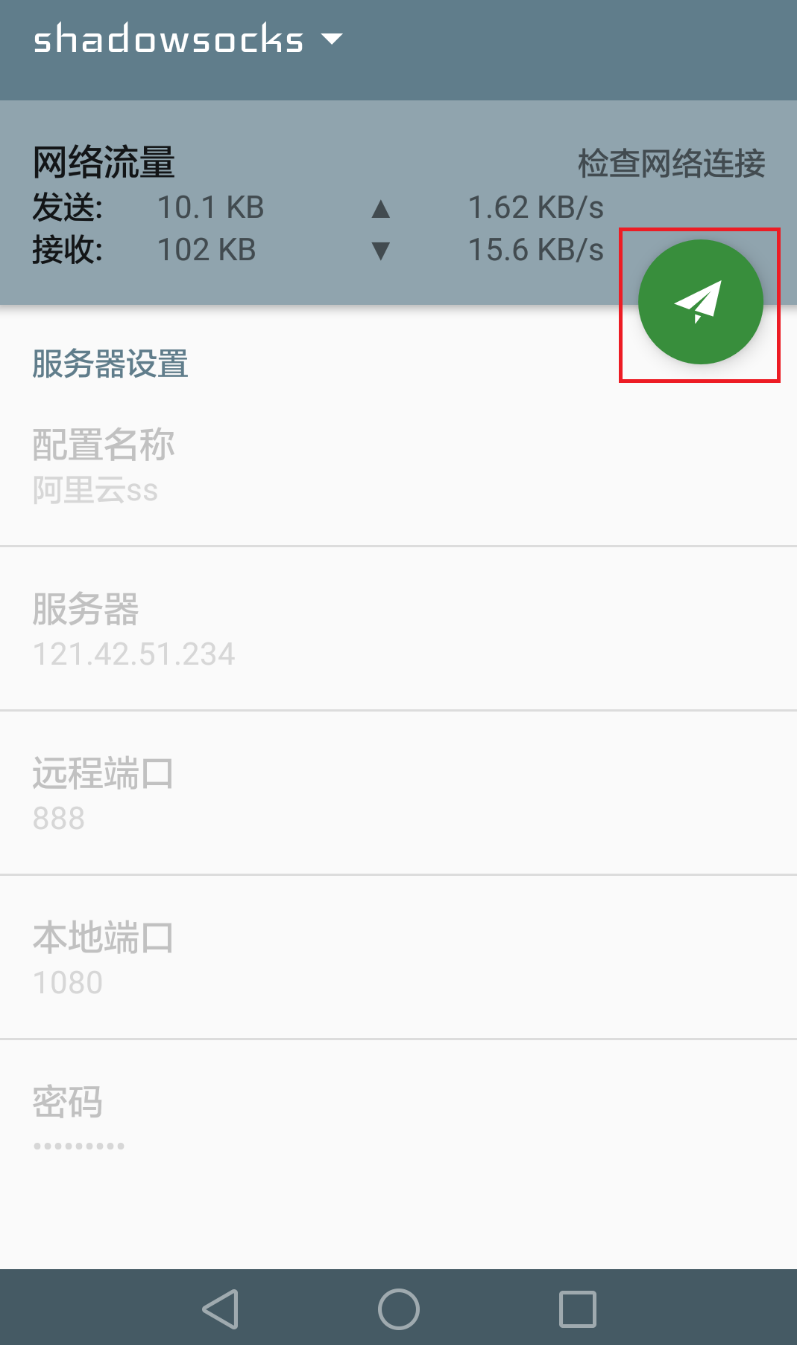 shadowsocks
网络流量 检查网络连接
发送: 10.1 KB ▲ 1.62 KB/s
接收: 102 KB ▼ 15.6 KB/s
服务器设置
配置名称
阿里云ss
服务器
121.42.51.234
远程端口
888
本地端口
1080
密码
•••••••••